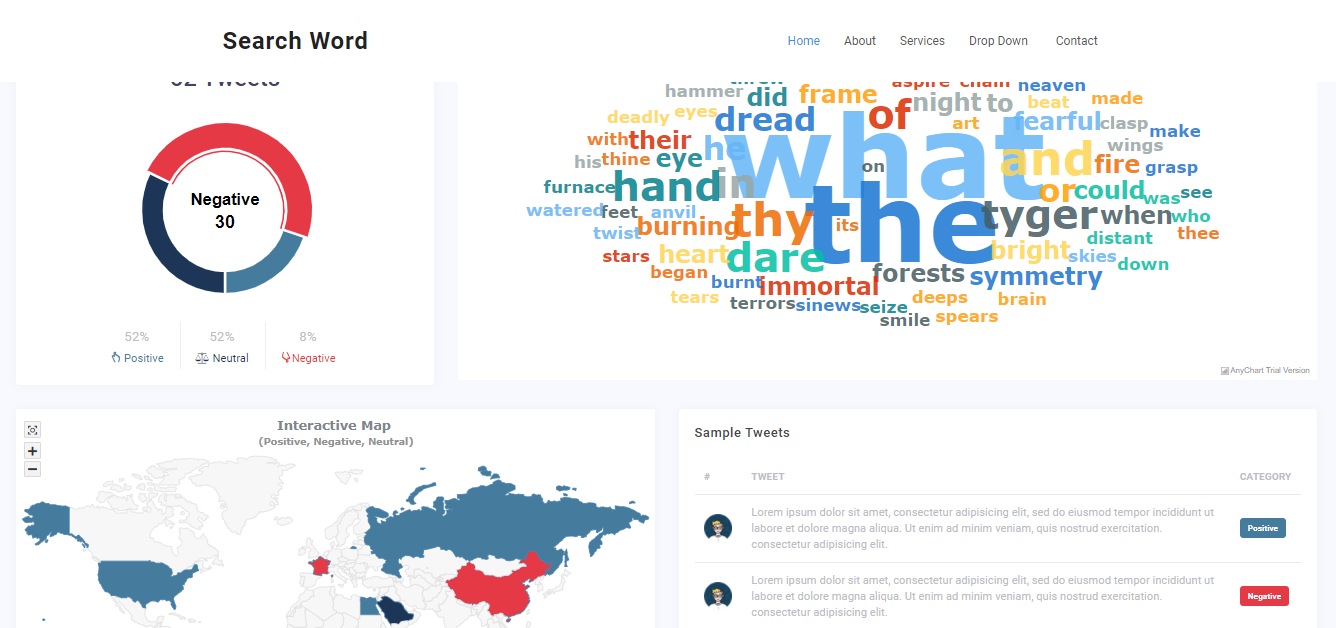 Search Word
Home About Services Drop Down Contact
Tweets
Negative
30
52% 52% 8%
Positive Neutral Negative
aspire chain heaven
hammer did frame night to beat made
deadly eyes dread of art fearful clasp make
with their he what and wings
his thine eye on fire grasp
furnace hand in or could was see
watered feet anvil thy its the tyger when who
twist burning distant thee
stars heart dare bright skies down
began burnt immortal forests symmetry
tears terrors sinews seize deeps brain
smile spears
AnyChart Trial Version
Interactive Map
(Positive, Negative, Neutral)
+
−
Sample Tweets
# TWEET CATEGORY
Lorem ipsum dolor sit amet, consectetur adipisicing elit, sed do eiusmod tempor incididunt ut
labore et dolore magna aliqua. Ut enim ad minim veniam, quis nostrud exercitation.
consectetur adipisicing elit.
Positive
Lorem ipsum dolor sit amet, consectetur adipisicing elit, sed do eiusmod tempor incididunt ut
labore et dolore magna aliqua. Ut enim ad minim veniam, quis nostrud exercitation.
consectetur adipisicing elit.
Negative